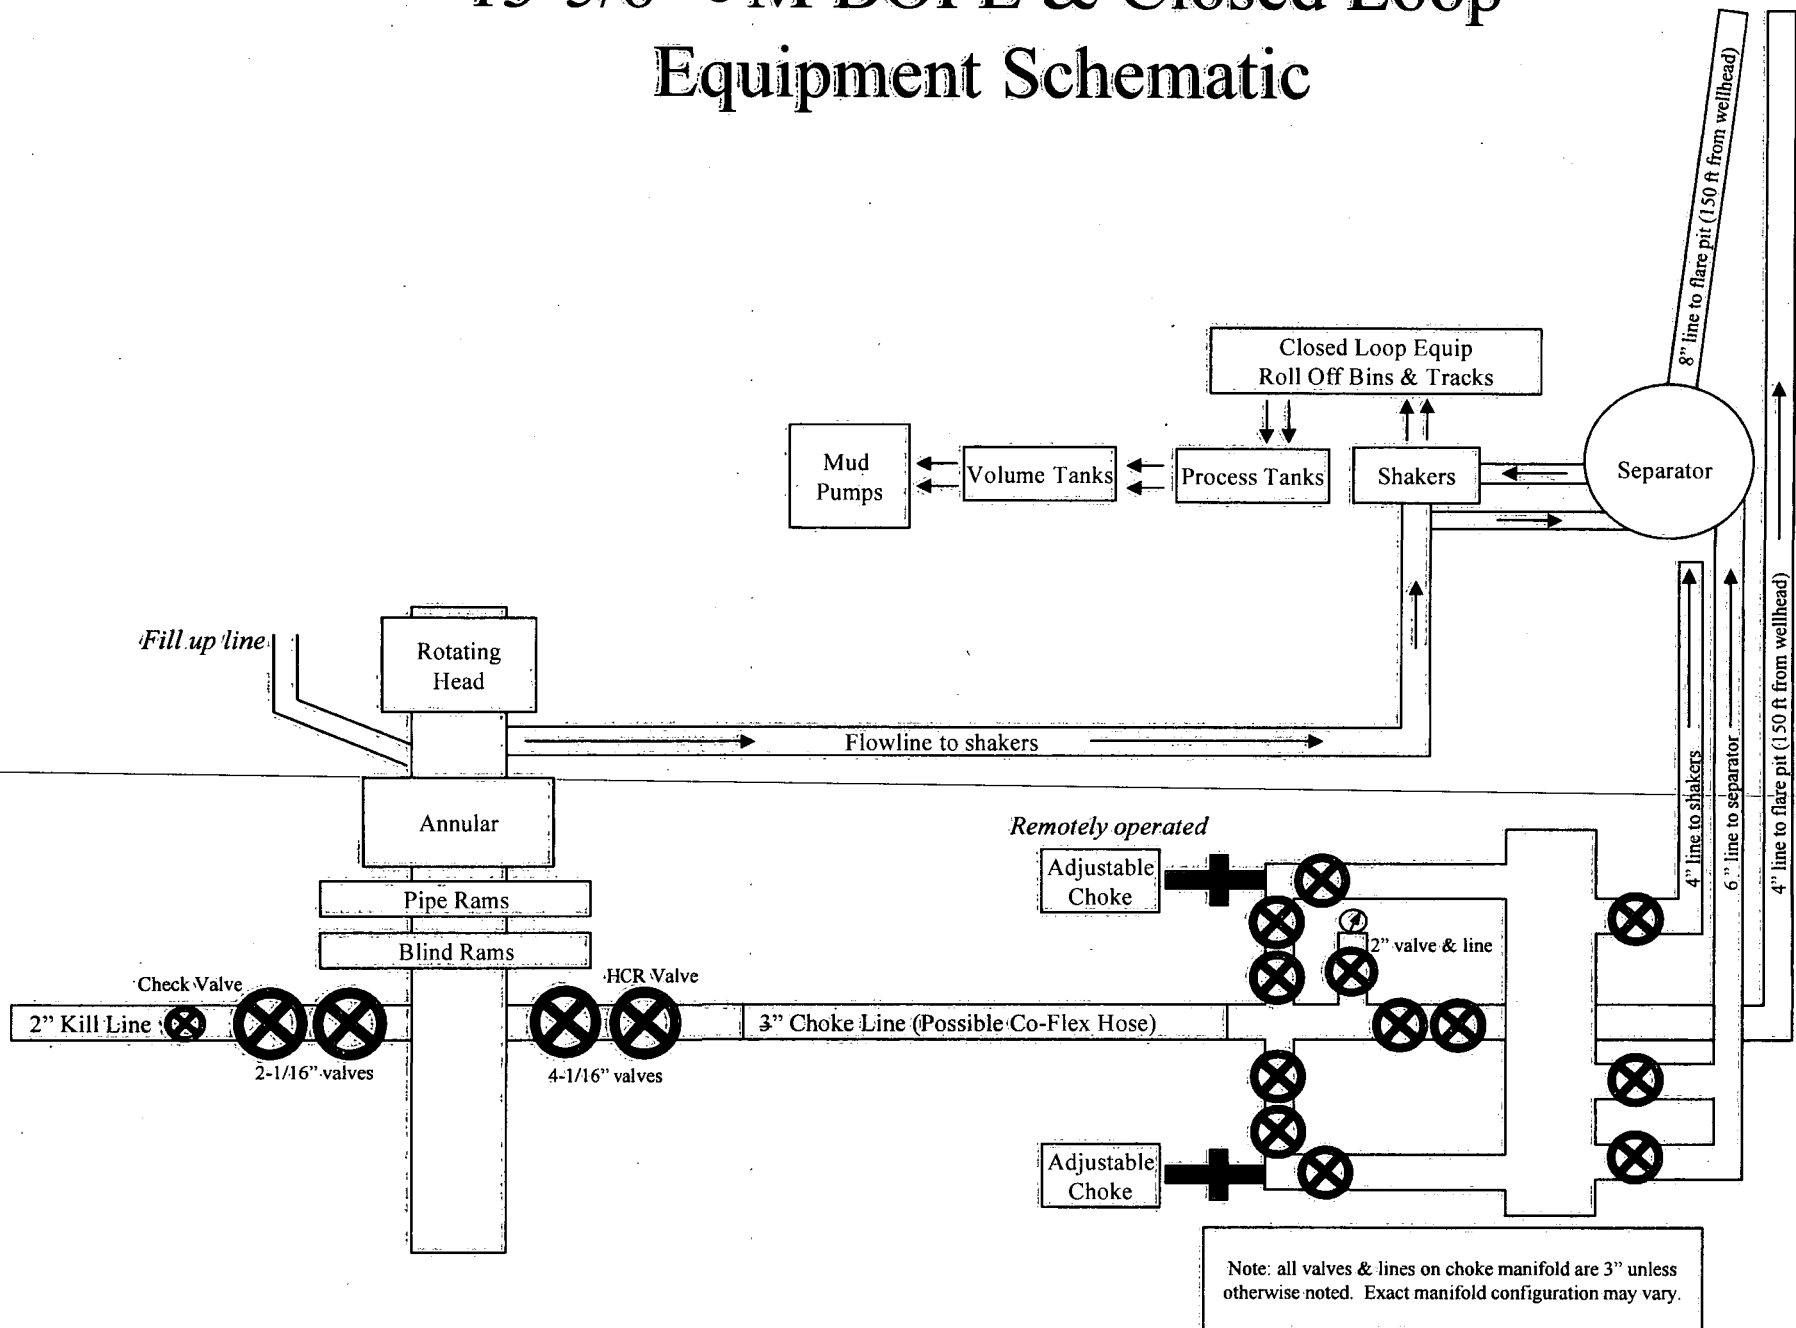 Equipment Schematic
8” line to flare pit (150 ft from wellhead)
Closed Loop Equip
Roll Off Bins & Tracks
Mud
Pumps
Volume Tanks
Process Tanks
Shakers
Separator
Fill up line
Rotating
Head
Flowline to shakers
Annular
Pipe Rams
Blind Rams
Check Valve
HCR Valve
2” Kill Line
3” Choke Line (Possible Co-Flex Hose)
2-1/16” valves
4-1/16” valves
Remotely operated
Adjustable
Choke
2” valve & line
Adjustable
Choke
4” line to shakers
6” line to separator
4” line to flare pit (150 ft from wellhead)
Note: all valves & lines on choke manifold are 3” unless
otherwise noted. Exact manifold configuration may vary.